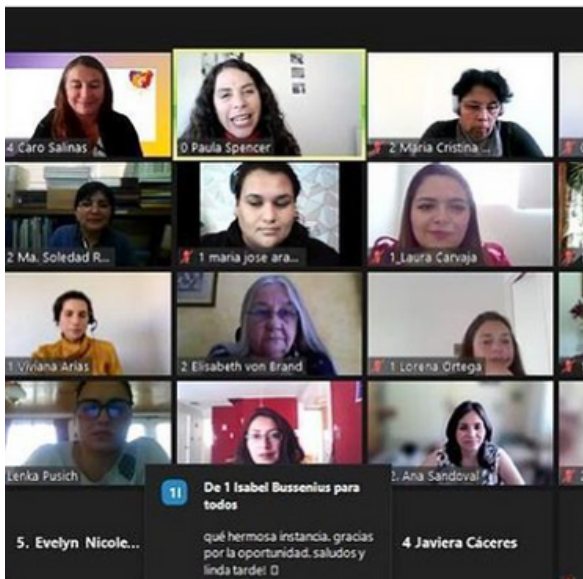 4 Caro Salinas
0 Paula Spencer
2 Maria Cristina ...
2 Ma. Soledad R...
1 maria jose ara...
1_Laura Carvaja
1 Viviana Arias
2 Elisabeth von Brand
1 Lorena Ortega
Lenka Pusich
2. Ana Sandoval
1I
De 1 Isabel Bussenius para
todos
qué hermosa instancia. gracias
por la oportunidad. saludos y
linda tarde!
5. Evelyn Nicole...
4 Javiera Cáceres